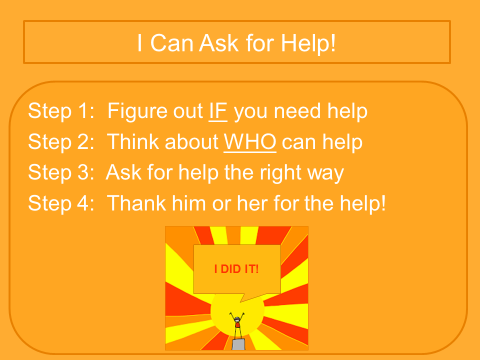 I Can Ask for Help!
Step 1:  Figure out IF you need help
Step 2:  Think about WHO can help
Step 3:  Ask for help the right way
Step 4:  Thank him or her for the help!
I DID IT!